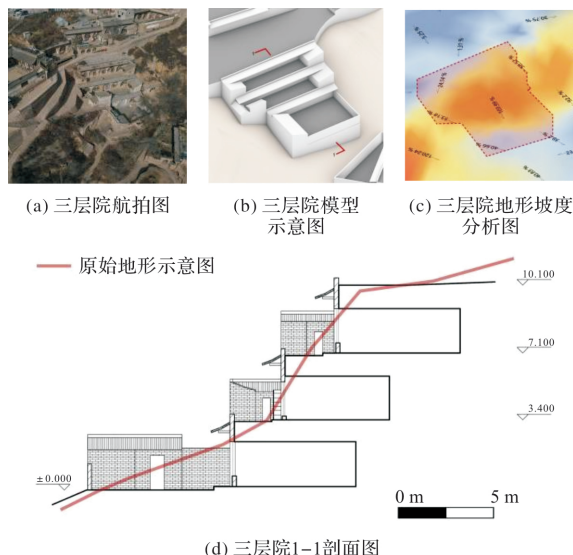 (a) 三层院航拍图
(b) 三层院模型
示意图
(c) 三层院地形坡度
分析图
原始地形示意图
10.100
7.100
3.400
±0.000
0 m
5 m
(d) 三层院1-1剖面图